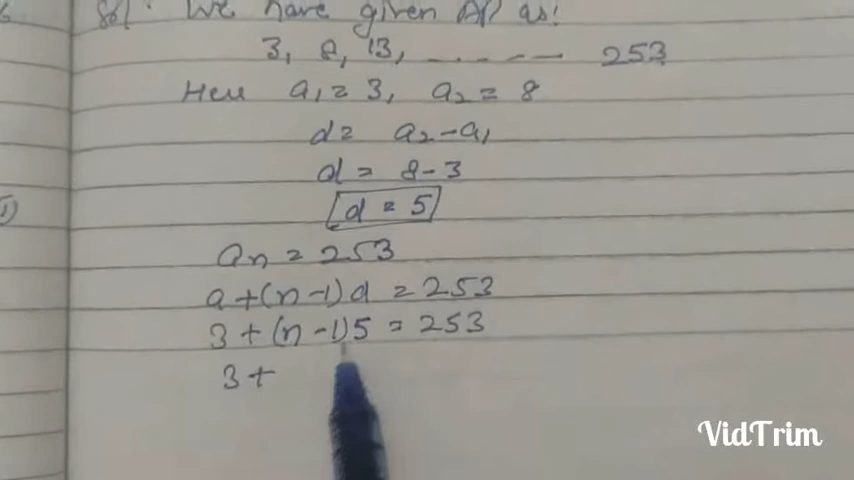 Sol. We have given AP as!
3, 8, 13, ------ 253
Here a₁ = 3, a₂ = 8
d = a₂ - a₁
d = 8 - 3
d = 5
aₙ = 253
a + (n - 1)d = 253
3 + (n - 1)5 = 253
3 +
VidTrim